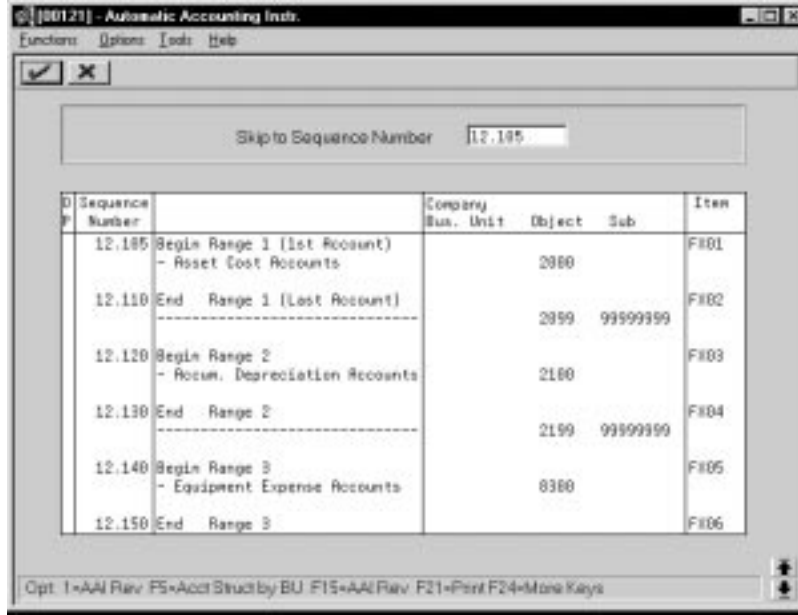 [00121] - Automatic Accounting Instr.
Functions Options Tools Help
Skip to Sequence Number 12.105
O Sequence Company Item
P Number Bus. Unit Object Sub
12.105 Begin Range 1 (1st Account) FX01
- Asset Cost Accounts 2000
12.110 End Range 1 (Last Account) FX02
------------------------------ 2099 99999999
12.120 Begin Range 2 FX03
- Accum. Depreciation Accounts 2100
12.130 End Range 2 FX04
------------------------------ 2199 99999999
12.140 Begin Range 3 FX05
- Equipment Expense Accounts 8300
12.150 End Range 3 FX06
Opt: 1=AAI Rev F5=Acct Struct by BU F15=AAI Rev F21=Print F24=More Keys